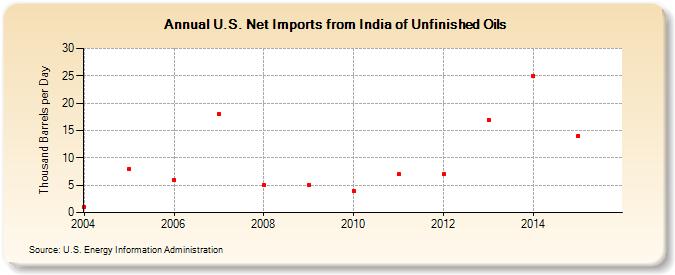 Annual U.S. Net Imports from India of Unfinished Oils
Thousand Barrels per Day
30
25
20
15
10
5
0
2004 2006 2008 2010 2012 2014
Source: U.S. Energy Information Administration